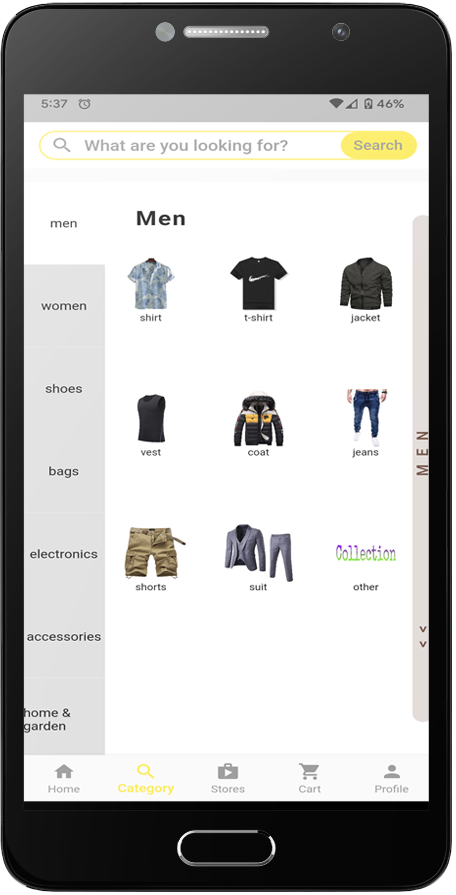 5:37 46%
What are you looking for? Search
men
women
shoes
bags
electronics
accessories
home &
garden
Men
shirt t-shirt jacket
vest coat jeans
shorts suit Collection
other
MEN
Home Category Stores Cart Profile